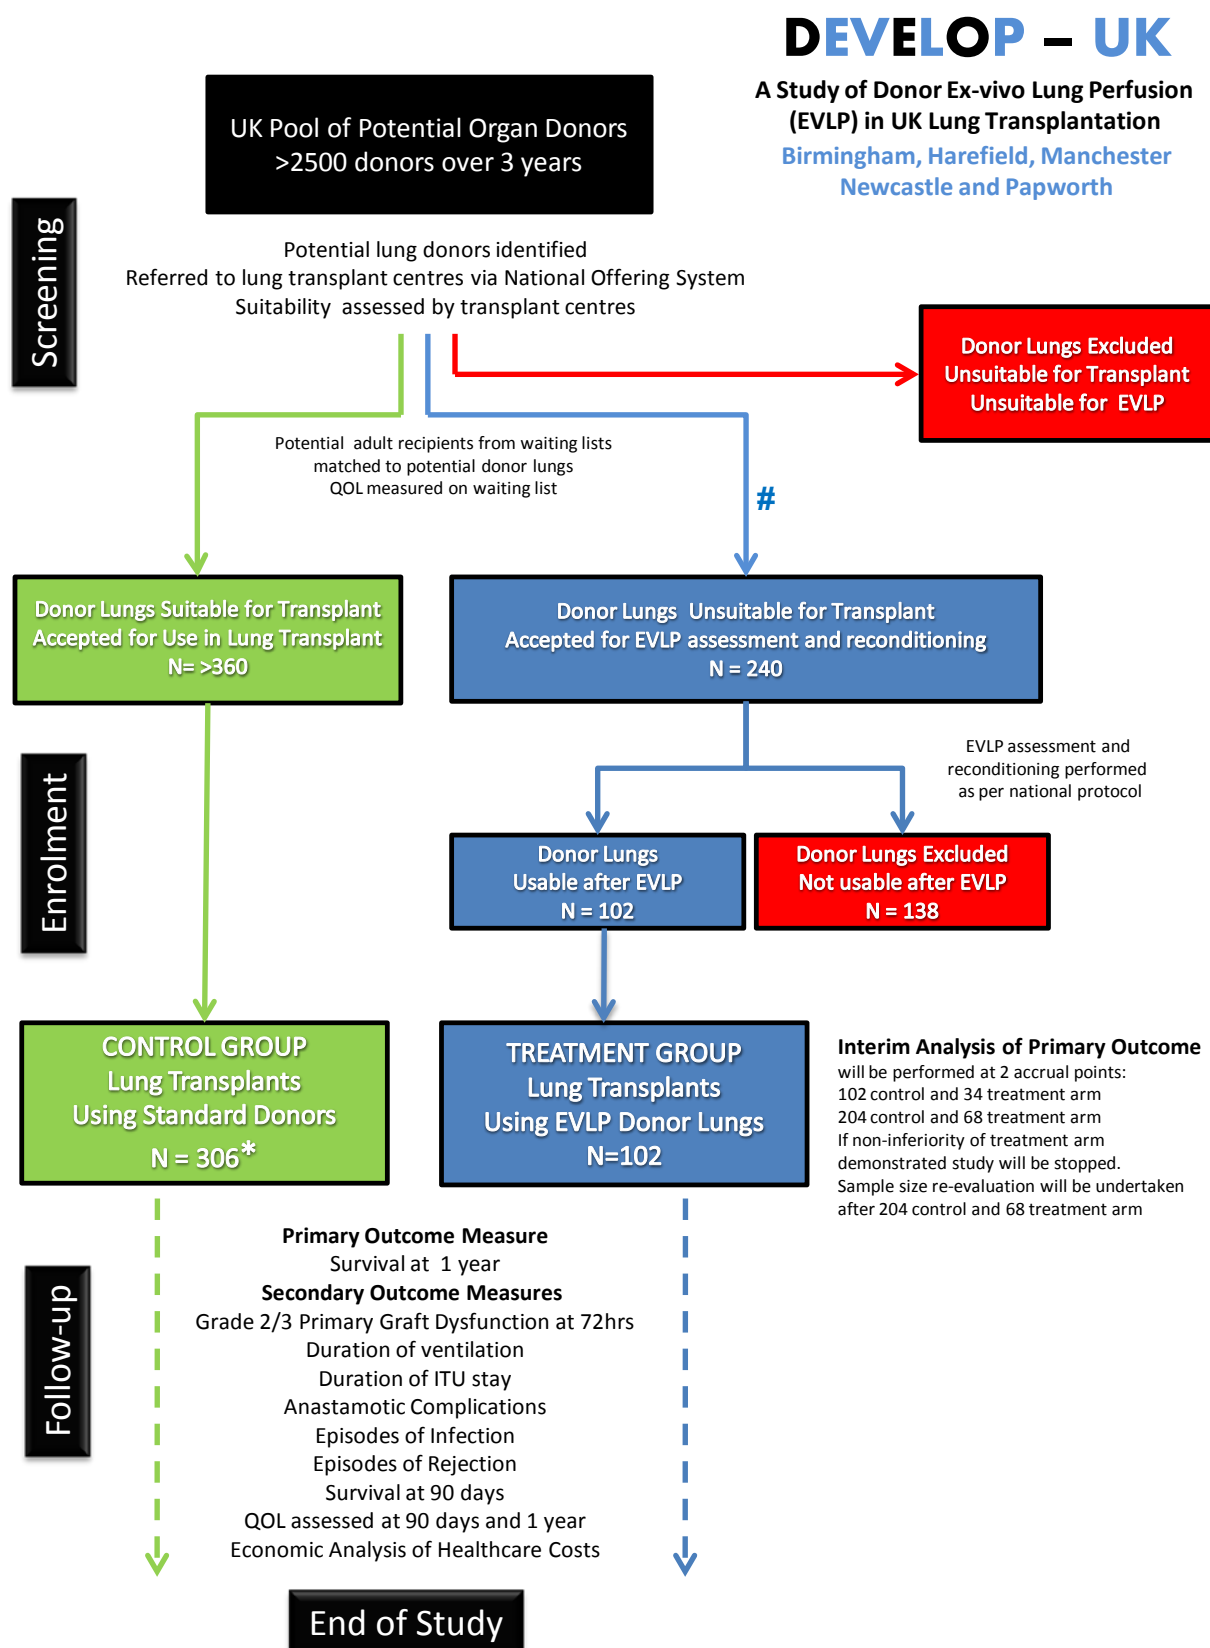 DEVELOP – UK
A Study of Donor Ex-vivo Lung Perfusion
(EVLP) in UK Lung Transplantation
Birmingham, Harefield, Manchester
Newcastle and Papworth
UK Pool of Potential Organ Donors
>2500 donors over 3 years
Screening
Potential lung donors identified
Referred to lung transplant centres via National Offering System
Suitability assessed by transplant centres
Donor Lungs Excluded
Unsuitable for Transplant
Unsuitable for EVLP
Potential adult recipients from waiting lists
matched to potential donor lungs
QOL measured on waiting list
#
Donor Lungs Suitable for Transplant
Accepted for Use in Lung Transplant
N= >360
Donor Lungs Unsuitable for Transplant
Accepted for EVLP assessment and reconditioning
N = 240
Enrolment
EVLP assessment and
reconditioning performed
as per national protocol
Donor Lungs
Usable after EVLP
N = 102
Donor Lungs Excluded
Not usable after EVLP
N = 138
CONTROL GROUP
Lung Transplants
Using Standard Donors
N = 306*
TREATMENT GROUP
Lung Transplants
Using EVLP Donor Lungs
N=102
Interim Analysis of Primary Outcome
will be performed at 2 accrual points:
102 control and 34 treatment arm
204 control and 68 treatment arm
If non-inferiority of treatment arm
demonstrated study will be stopped.
Sample size re-evaluation will be undertaken
after 204 control and 68 treatment arm
Follow-up
Primary Outcome Measure
Survival at 1 year
Secondary Outcome Measures
Grade 2/3 Primary Graft Dysfunction at 72hrs
Duration of ventilation
Duration of ITU stay
Anastamotic Complications
Episodes of Infection
Episodes of Rejection
Survival at 90 days
QOL assessed at 90 days and 1 year
Economic Analysis of Healthcare Costs
End of Study